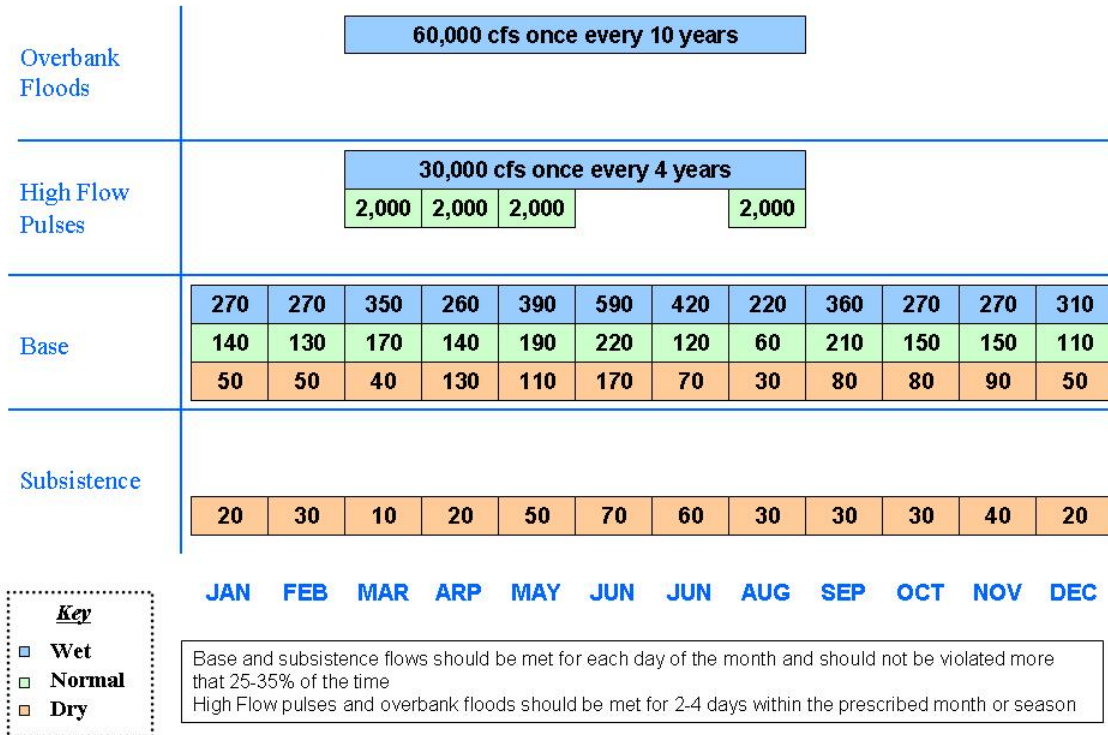 Overbank
Floods
60,000 cfs once every 10 years
High Flow
Pulses
30,000 cfs once every 4 years
2,000 2,000 2,000 2,000
Base
270 270 350 260 390 590 420 220 360 270 270 310
140 130 170 140 190 220 120 60 210 150 150 110
50 50 40 130 110 170 70 30 80 80 90 50
Subsistence
20 30 10 20 50 70 60 30 30 30 40 20
JAN FEB MAR ARP MAY JUN JUN AUG SEP OCT NOV DEC
Key
Wet
Normal
Dry
Base and subsistence flows should be met for each day of the month and should not be violated more
that 25-35% of the time
High Flow pulses and overbank floods should be met for 2-4 days within the prescribed month or season